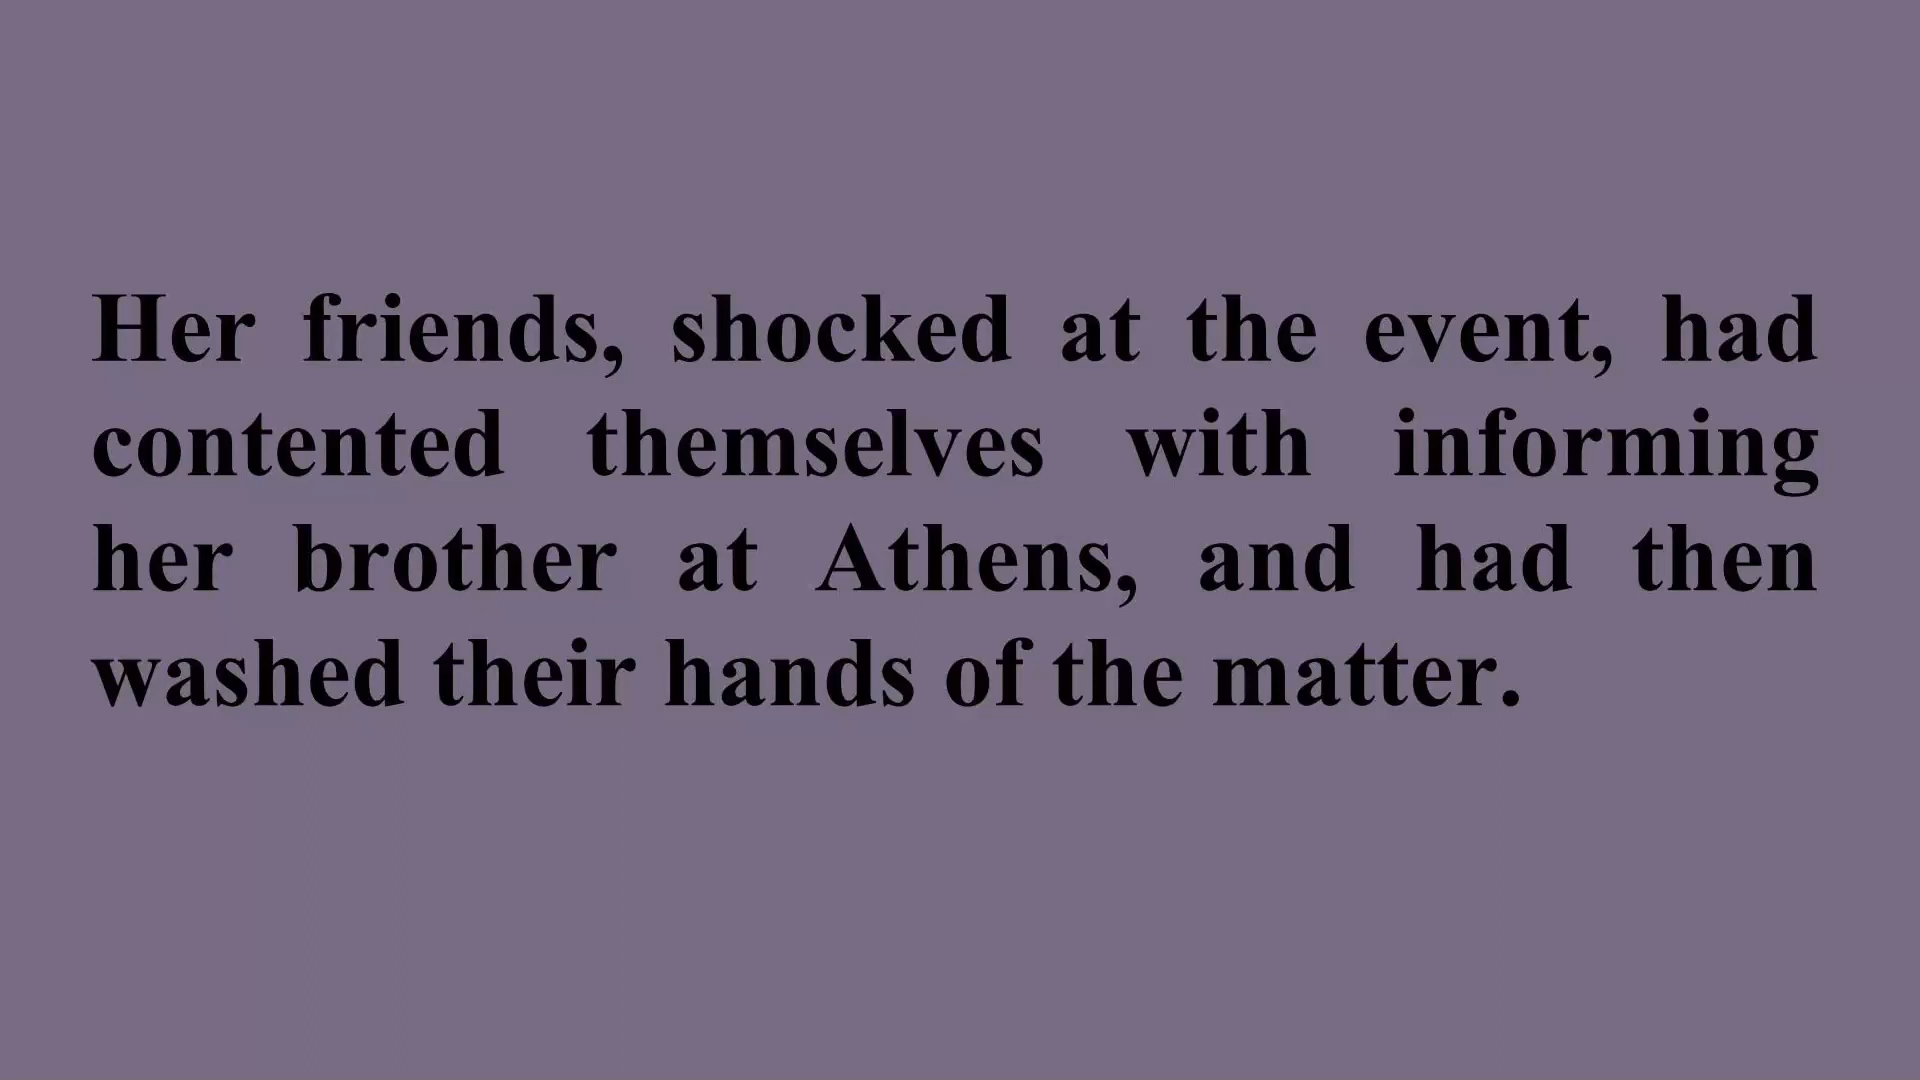 Her friends, shocked at the event, had
contented themselves with informing
her brother at Athens, and had then
washed their hands of the matter.